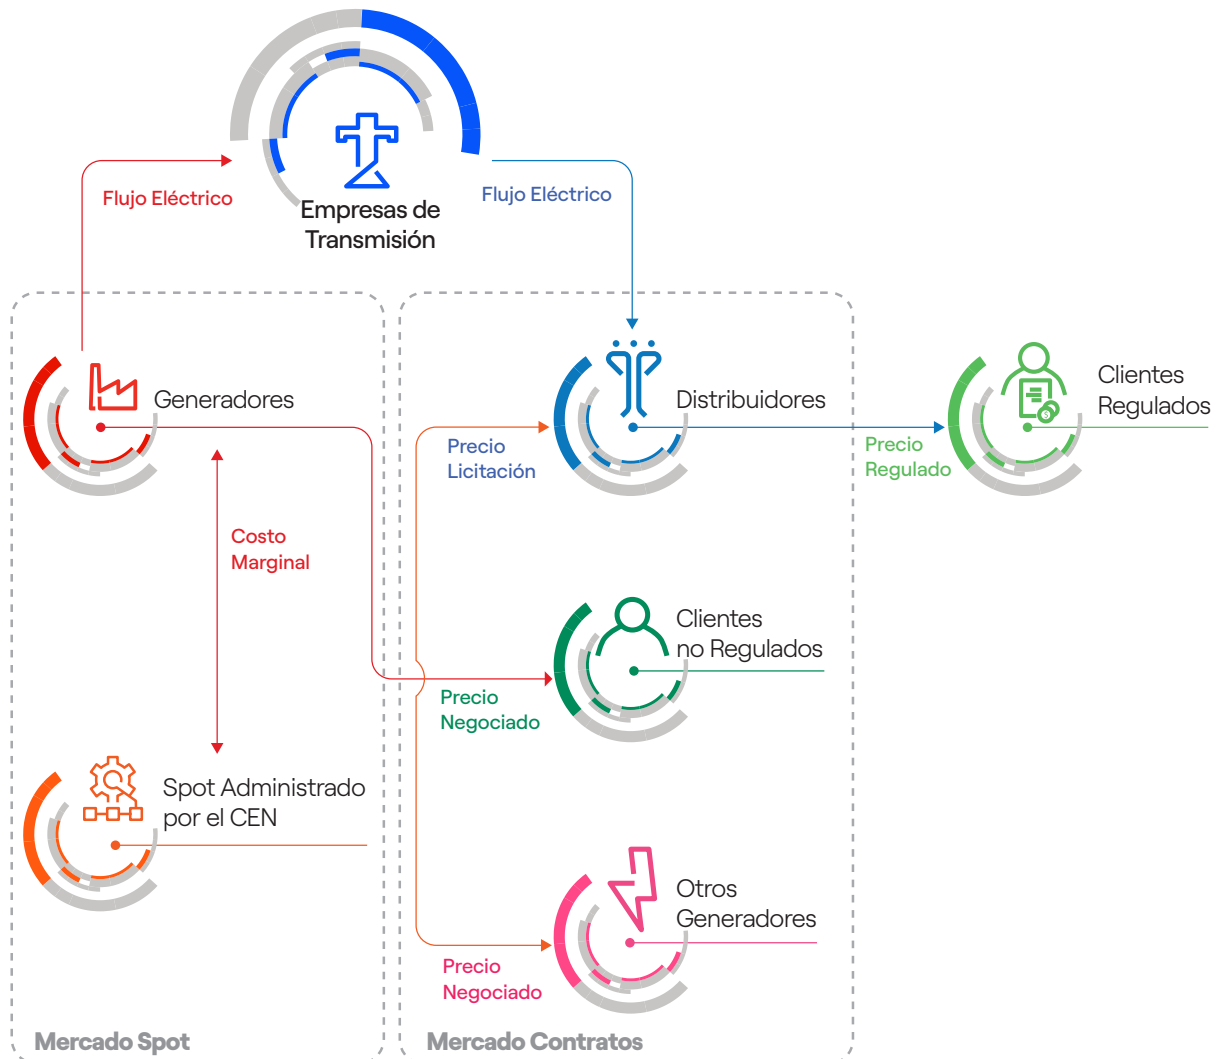 Flujo Eléctrico
Empresas de
Transmisión
Flujo Eléctrico
Generadores
Distribuidores
Clientes
Regulados
Precio
Licitación
Precio
Regulado
Costo
Marginal
Clientes
no Regulados
Precio
Negociado
Spot Administrado
por el CEN
Otros
Generadores
Precio
Negociado
Mercado Spot
Mercado Contratos